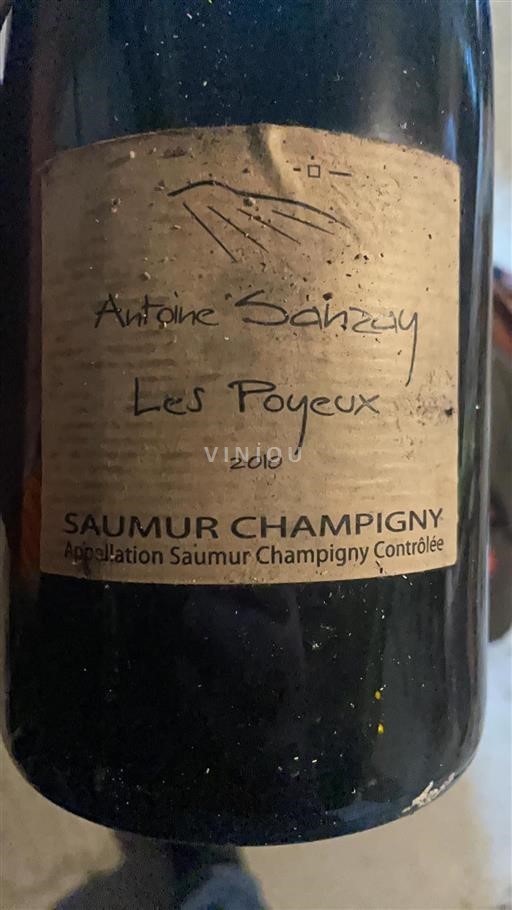 Antoine Sanzay
Les Poyeux
VINIOU
2010
SAUMUR CHAMPIGNY
Appellation Saumur Champigny Contrôlée